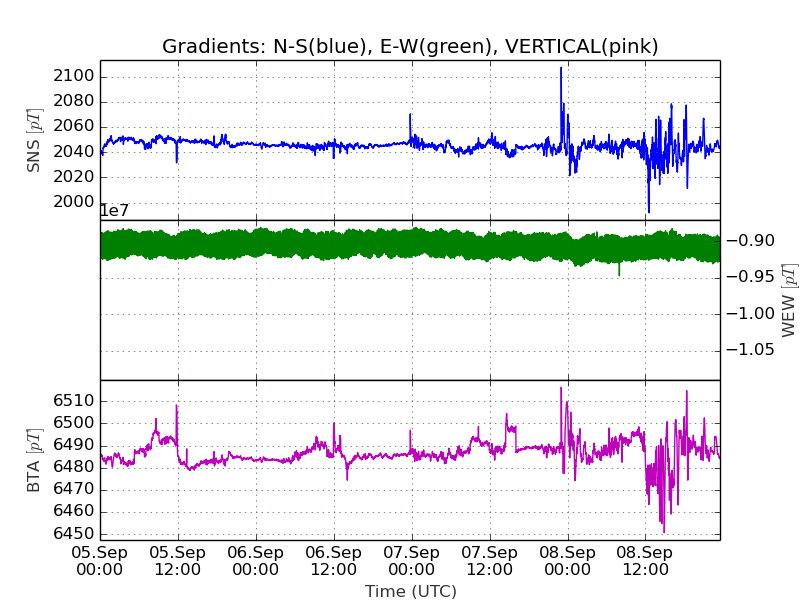 Gradients: N-S(blue), E-W(green), VERTICAL(pink)
2100
2080
2060
2040
2020
2000
SNS [pT]
1e7
−0.90
−0.95
−1.00
−1.05
WEW [pT]
6510
6500
6490
6480
6470
6460
6450
BTA [pT]
05.Sep 05.Sep 06.Sep 06.Sep 07.Sep 07.Sep 08.Sep 08.Sep
00:00 12:00 00:00 12:00 00:00 12:00 00:00 12:00
Time (UTC)